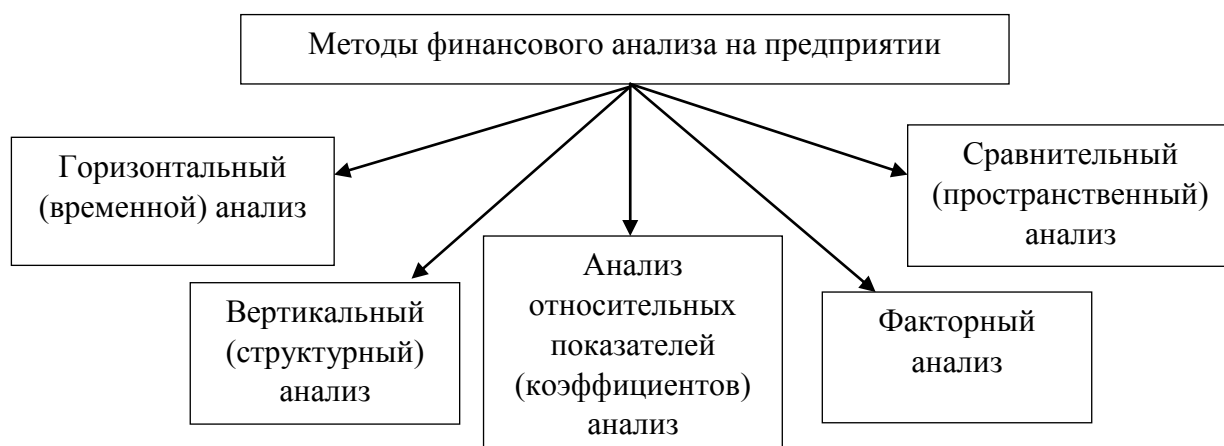 Методы финансового анализа на предприятии
Горизонтальный
(временной) анализ
Вертикальный
(структурный)
анализ
Анализ
относительных
показателей
(коэффициентов)
анализ
Факторный
анализ
Сравнительный
(пространственный)
анализ